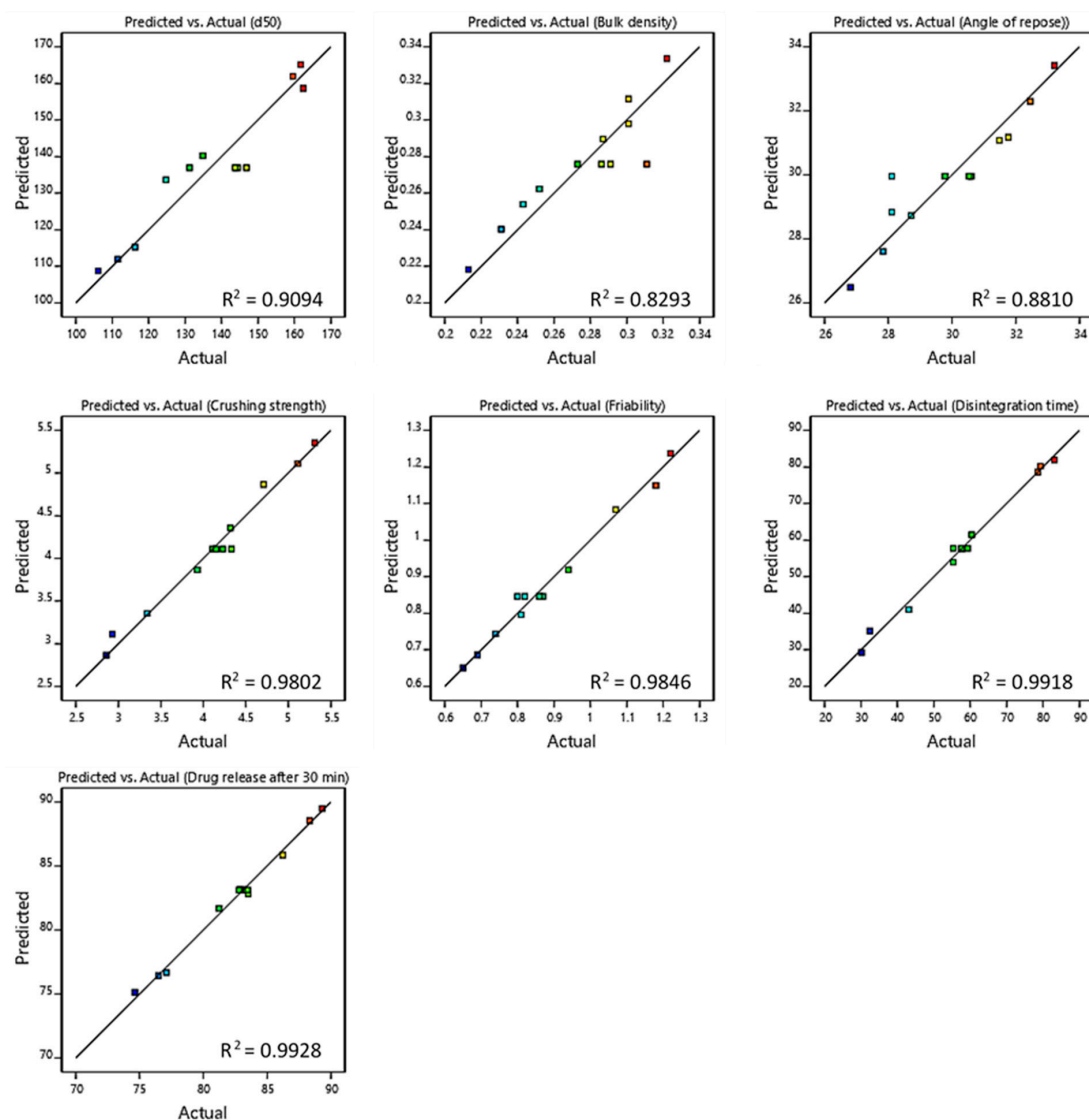 Predicted vs. Actual (d50)
170
160
150
140
130
120
110
100
Predicted
R² = 0.9094
100 110 120 130 140 150 160 170
Actual
Predicted vs. Actual (Bulk density)
0.34
0.32
0.3
0.28
0.26
0.24
0.22
0.2
Predicted
R² = 0.8293
0.2 0.22 0.24 0.26 0.28 0.3 0.32 0.34
Actual
Predicted vs. Actual (Angle of repose))
34
32
30
28
26
Predicted
R² = 0.8810
26 28 30 32 34
Actual
Predicted vs. Actual (Crushing strength)
5.5
5
4.5
4
3.5
3
2.5
Predicted
R² = 0.9802
2.5 3 3.5 4 4.5 5 5.5
Actual
Predicted vs. Actual (Friability)
1.3
1.2
1.1
1
0.9
0.8
0.7
0.6
Predicted
R² = 0.9846
0.6 0.7 0.8 0.9 1 1.1 1.2 1.3
Actual
Predicted vs. Actual (Disintegration time)
90
80
70
60
50
40
30
20
Predicted
R² = 0.9918
20 30 40 50 60 70 80 90
Actual
Predicted vs. Actual (Drug release after 30 min)
90
85
80
75
70
Predicted
R² = 0.9928
70 75 80 85 90
Actual